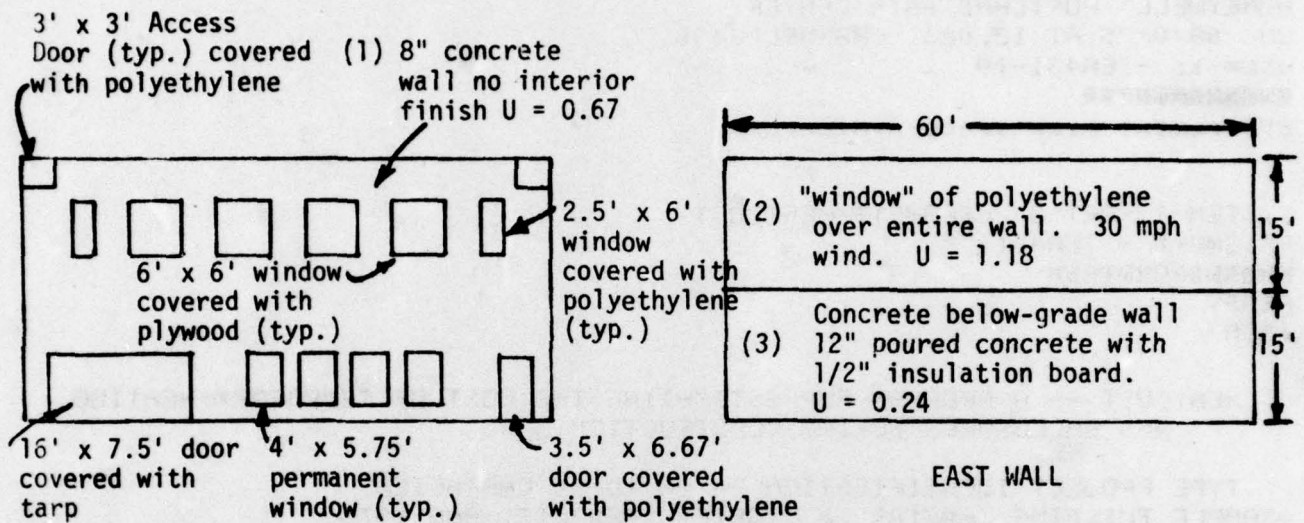 3' x 3' Access
Door (typ.) covered
with polyethylene
(1) 8" concrete
wall no interior
finish U = 0.67
2.5' x 6'
window
covered with
polyethylene
(typ.)
6' x 6' window
covered with
plywood (typ.)
16' x 7.5' door
covered with
tarp
4' x 5.75'
permanent
window (typ.)
3.5' x 6.67'
door covered
with polyethylene
60'
(2) "window" of polyethylene
over entire wall. 30 mph
wind. U = 1.18
15'
Concrete below-grade wall
(3) 12" poured concrete with
1/2" insulation board.
U = 0.24
15'
EAST WALL